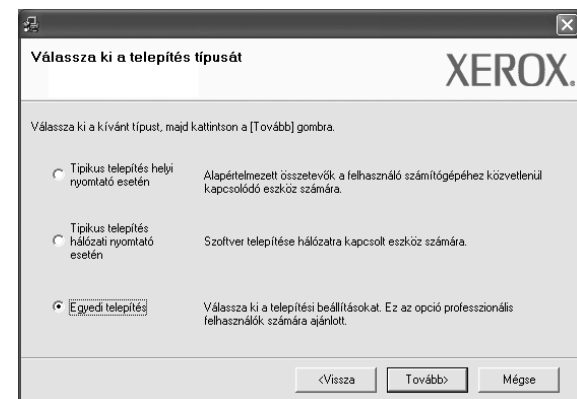 Válassza ki a telepítés típusát
XEROX.
Válassza ki a kívánt típust, majd kattintson a [Tovább] gombra.
Tipikus telepítés helyi
nyomtató esetén
Alapértelmezett összetevők a felhasználó számítógépéhez közvetlenül
kapcsolódó eszköz számára.
Tipikus telepítés
hálózati nyomtató
esetén
Szoftver telepítése hálózatra kapcsolt eszköz számára.
Egyedi telepítés
Válassza ki a telepítési beállításokat. Ez az opció professzionális
felhasználók számára ajánlott.
<Vissza
Tovább>
Mégse